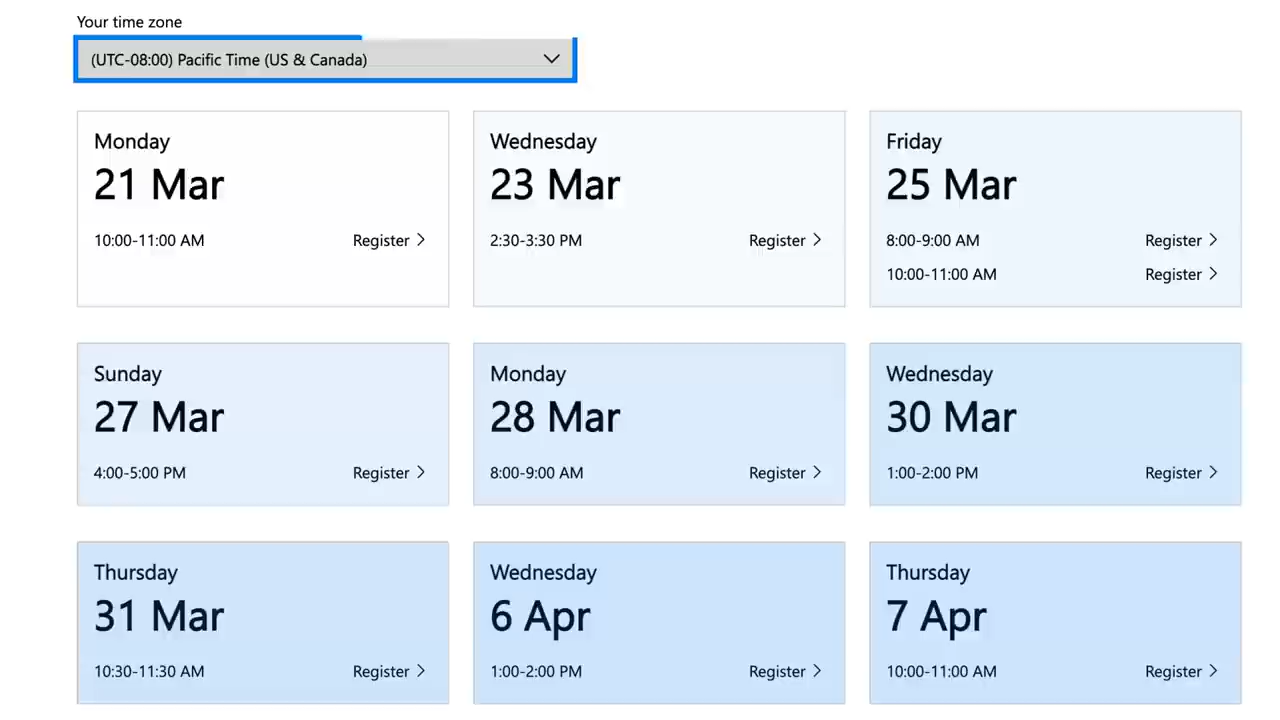 Your time zone
(UTC-08:00) Pacific Time (US & Canada)
Monday
21 Mar
10:00-11:00 AM Register
Wednesday
23 Mar
2:30-3:30 PM Register
Friday
25 Mar
8:00-9:00 AM Register
10:00-11:00 AM Register
Sunday
27 Mar
4:00-5:00 PM Register
Monday
28 Mar
8:00-9:00 AM Register
Wednesday
30 Mar
1:00-2:00 PM Register
Thursday
31 Mar
10:30-11:30 AM Register
Wednesday
6 Apr
1:00-2:00 PM Register
Thursday
7 Apr
10:00-11:00 AM Register